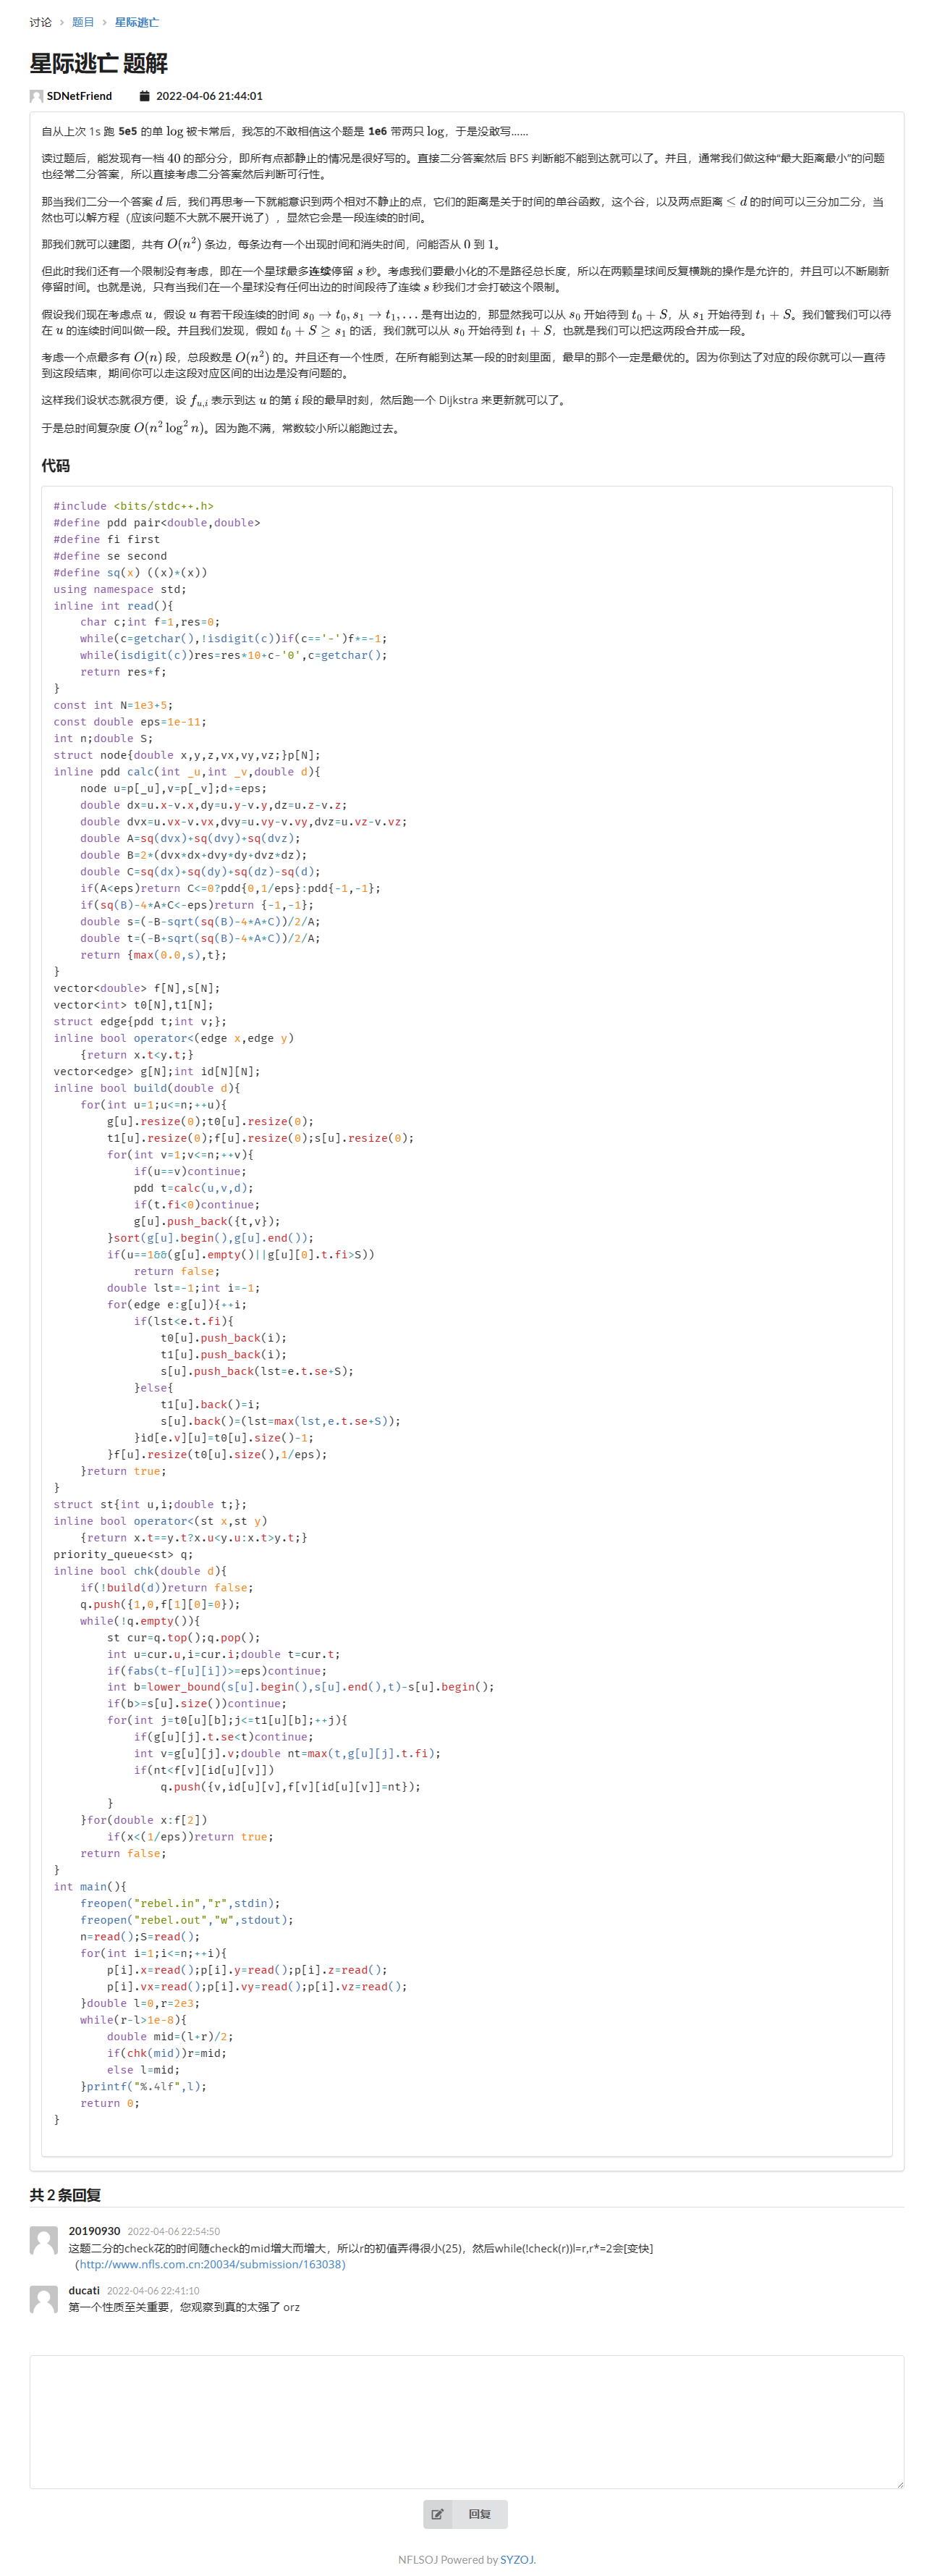 讨论 > 题目 > 星际逃亡
星际逃亡 题解
SDNetFriend 2022-04-06 21:44:01
自从上次 1s 跑 5e5 的单 log 被卡常后，我怎的不敢相信这个题是 1e6 带两只 log，于是没敢写……
读过题后，能发现有一档 40 的部分分，即所有点都静止的情况是很好写的。直接二分答案然后 BFS 判断能不能到达就可以了。并且，通常我们做这种“最大距离最小”的问题
也经常二分答案，所以直接考虑二分答案然后判断可行性。
那当我们二分一个答案 d 后，我们再思考一下就能意识到两个相对不静止的点，它们的距离是关于时间的单谷函数，这个谷，以及两点距离 ≤ d 的时间可以三分加二分，当
然也可以解方程（应该问题不大就不展开说了），显然它会是一段连续的时间。
那我们就可以建图，共有 O(n²) 条边，每条边有一个出现时间和消失时间，问能否从 0 到 1。
但此时我们还有一个限制没有考虑，即在一个星球最多连续停留 s 秒。考虑我们要最小化的不是路径总长度，所以在两颗星球间反复横跳的操作是允许的，并且可以不断刷新
停留时间。也就是说，只有当我们在一个星球没有任何出边的时间段待了连续 s 秒我们才会打破这个限制。
假设我们现在考虑点 u，假设 u 有若干段连续的时间 s₀ → t₀, s₁ → t₁, … 是有出边的，那显然我可以从 s₀ 开始待到 t₀ + S，从 s₁ 开始待到 t₁ + S。我们管我们可以待
在 u 的连续时间叫做一段。并且我们发现，假如 t₀ + S ≥ s₁ 的话，我们就可以从 s₀ 开始待到 t₁ + S，也就是我们可以把这两段合并成一段。
考虑一个点最多有 O(n) 段，总段数是 O(n²) 的。并且还有一个性质，在所有能到达某一段的时刻里面，最早的那个一定是最优的。因为你到达了对应的段你就可以一直待
到这段结束，期间你可以走这段对应区间的出边是没有问题的。
这样我们设状态就很方便，设 f_{u,i} 表示到达 u 的第 i 段的最早时刻，然后跑一个 Dijkstra 来更新就可以了。
于是总时间复杂度 O(n² log² n)。因为跑不满，常数较小所以能跑过去。
代码
#include <bits/stdc++.h>
#define pdd pair<double,double>
#define fi first
#define se second
#define sq(x) ((x)*(x))
using namespace std;
inline int read(){
    char c;int f=1,res=0;
    while(c=getchar(),!isdigit(c))if(c=='-')f*=-1;
    while(isdigit(c))res=res*10+c-'0',c=getchar();
    return res*f;
}
const int N=1e3+5;
const double eps=1e-11;
int n;double S;
struct node{double x,y,z,vx,vy,vz;}p[N];
inline pdd calc(int _u,int _v,double d){
    node u=p[_u],v=p[_v];d+=eps;
    double dx=u.x-v.x,dy=u.y-v.y,dz=u.z-v.z;
    double dvx=u.vx-v.vx,dvy=u.vy-v.vy,dvz=u.vz-v.vz;
    double A=sq(dvx)+sq(dvy)+sq(dvz);
    double B=2*(dvx*dx+dvy*dy+dvz*dz);
    double C=sq(dx)+sq(dy)+sq(dz)-sq(d);
    if(A<eps)return C<=0?pdd{0,1/eps}:pdd{-1,-1};
    if(sq(B)-4*A*C<-eps)return {-1,-1};
    double s=(-B-sqrt(sq(B)-4*A*C))/2/A;
    double t=(-B+sqrt(sq(B)-4*A*C))/2/A;
    return {max(0.0,s),t};
}
vector<double> f[N],s[N];
vector<int> t0[N],t1[N];
struct edge{pdd t;int v;};
inline bool operator<(edge x,edge y)
    {return x.t<y.t;}
vector<edge> g[N];int id[N][N];
inline bool build(double d){
    for(int u=1;u<=n;++u){
        g[u].resize(0);t0[u].resize(0);
        t1[u].resize(0);f[u].resize(0);s[u].resize(0);
        for(int v=1;v<=n;++v){
            if(u==v)continue;
            pdd t=calc(u,v,d);
            if(t.fi<0)continue;
            g[u].push_back({t,v});
        }sort(g[u].begin(),g[u].end());
        if(u==1&&(g[u].empty()||g[u][0].t.fi>S))
            return false;
        double lst=-1;int i=-1;
        for(edge e:g[u]){++i;
            if(lst<e.t.fi){
                t0[u].push_back(i);
                t1[u].push_back(i);
                s[u].push_back(lst=e.t.se+S);
            }else{
                t1[u].back()=i;
                s[u].back()=(lst=max(lst,e.t.se+S));
            }id[e.v][u]=t0[u].size()-1;
        }f[u].resize(t0[u].size(),1/eps);
    }return true;
}
struct st{int u,i;double t;};
inline bool operator<(st x,st y)
    {return x.t==y.t?x.u<y.u:x.t>y.t;}
priority_queue<st> q;
inline bool chk(double d){
    if(!build(d))return false;
    q.push({1,0,f[1][0]=0});
    while(!q.empty()){
        st cur=q.top();q.pop();
        int u=cur.u,i=cur.i;double t=cur.t;
        if(fabs(t-f[u][i])>=eps)continue;
        int b=lower_bound(s[u].begin(),s[u].end(),t)-s[u].begin();
        if(b>=s[u].size())continue;
        for(int j=t0[u][b];j<=t1[u][b];++j){
            if(g[u][j].t.se<t)continue;
            int v=g[u][j].v;double nt=max(t,g[u][j].t.fi);
            if(nt<f[v][id[u][v]])
                q.push({v,id[u][v],f[v][id[u][v]]=nt});
        }
    }for(double x:f[2])
        if(x<(1/eps))return true;
    return false;
}
int main(){
    freopen("rebel.in","r",stdin);
    freopen("rebel.out","w",stdout);
    n=read();S=read();
    for(int i=1;i<=n;++i){
        p[i].x=read();p[i].y=read();p[i].z=read();
        p[i].vx=read();p[i].vy=read();p[i].vz=read();
    }double l=0,r=2e3;
    while(r-l>1e-8){
        double mid=(l+r)/2;
        if(chk(mid))r=mid;
        else l=mid;
    }printf("%.4lf",l);
    return 0;
}
共 2 条回复
20190930 2022-04-06 22:54:50
这题二分的check花的时间随check的mid增大而增大，所以r的初值弄得很小(25)，然后while(!check(r))l=r,r*=2会[变快]
（http://www.nfls.com.cn:20034/submission/163038）
ducati 2022-04-06 22:41:10
第一个性质至关重要，您观察到真的太强了 orz
回复
NFLSOJ Powered by SYZOJ.